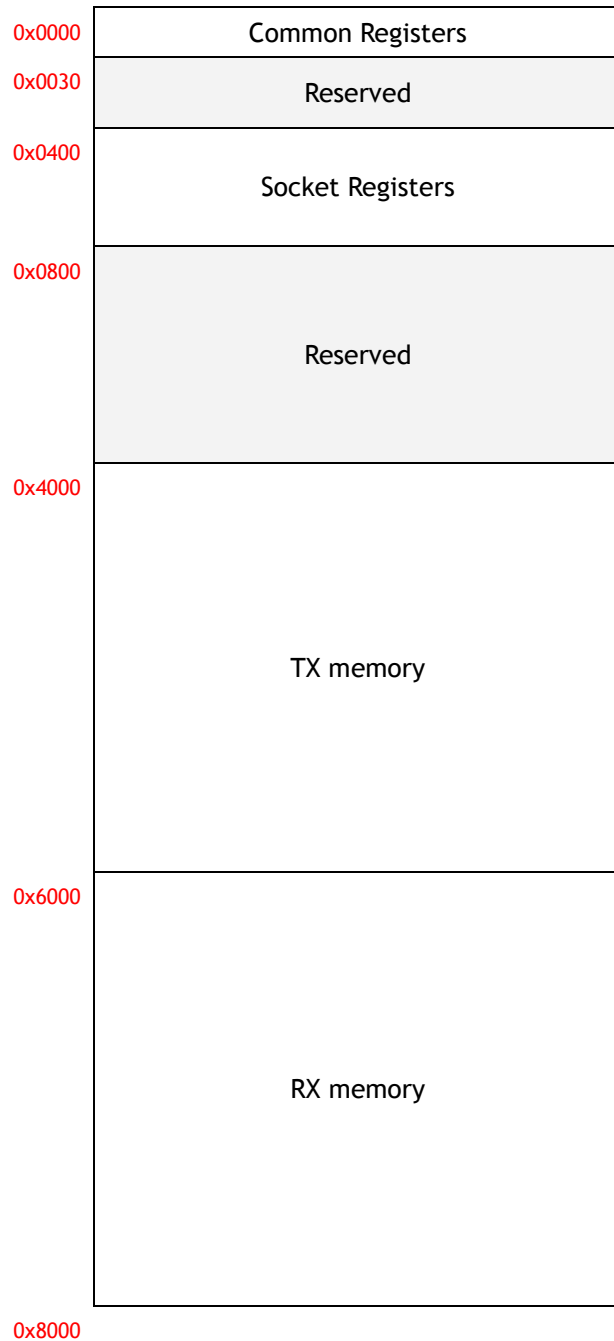 0x0000
Common Registers
0x0030
Reserved
0x0400
Socket Registers
0x0800
Reserved
0x4000
TX memory
0x6000
RX memory
0x8000